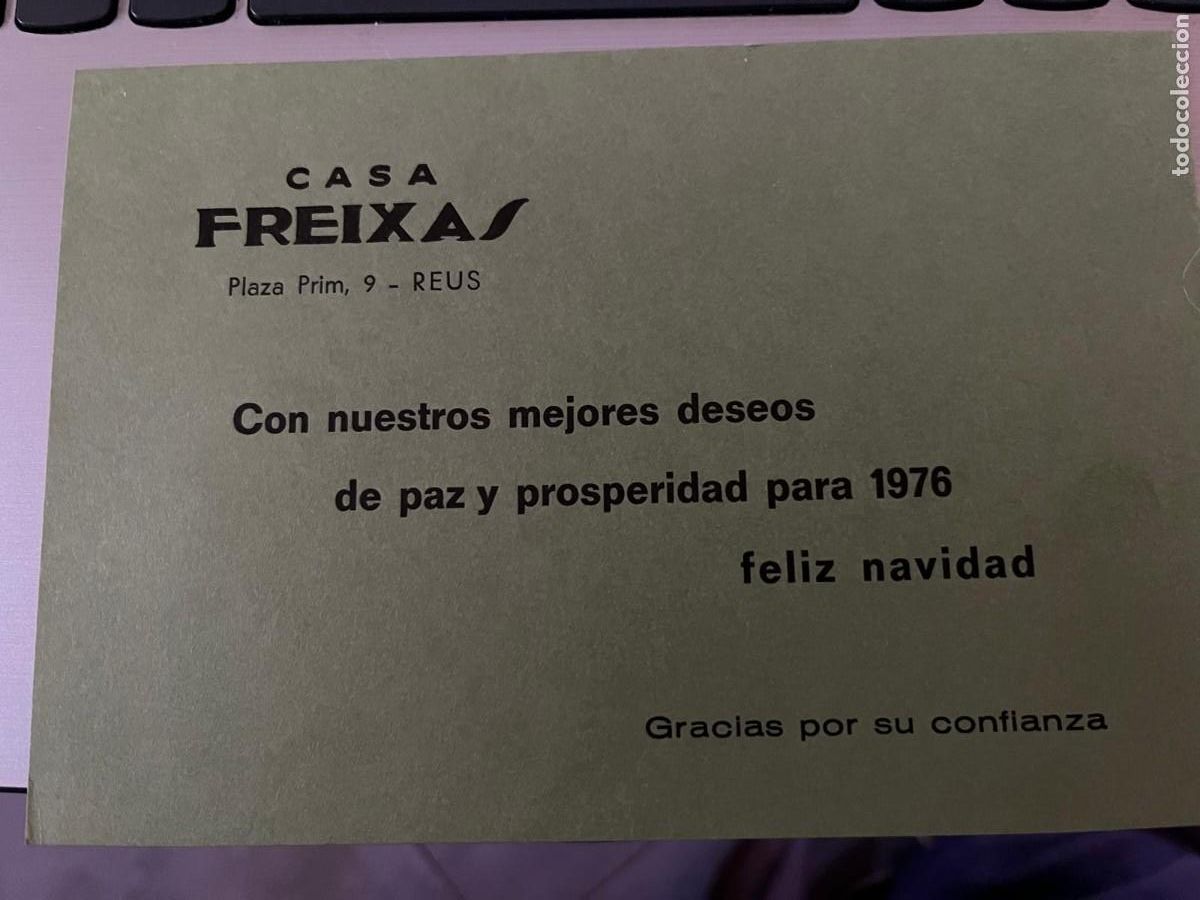 CASA
FREIXAS
Plaza Prim, 9 - REUS
Con nuestros mejores deseos
de paz y prosperidad para 1976
feliz navidad
Gracias por su confianza
todocoleccion